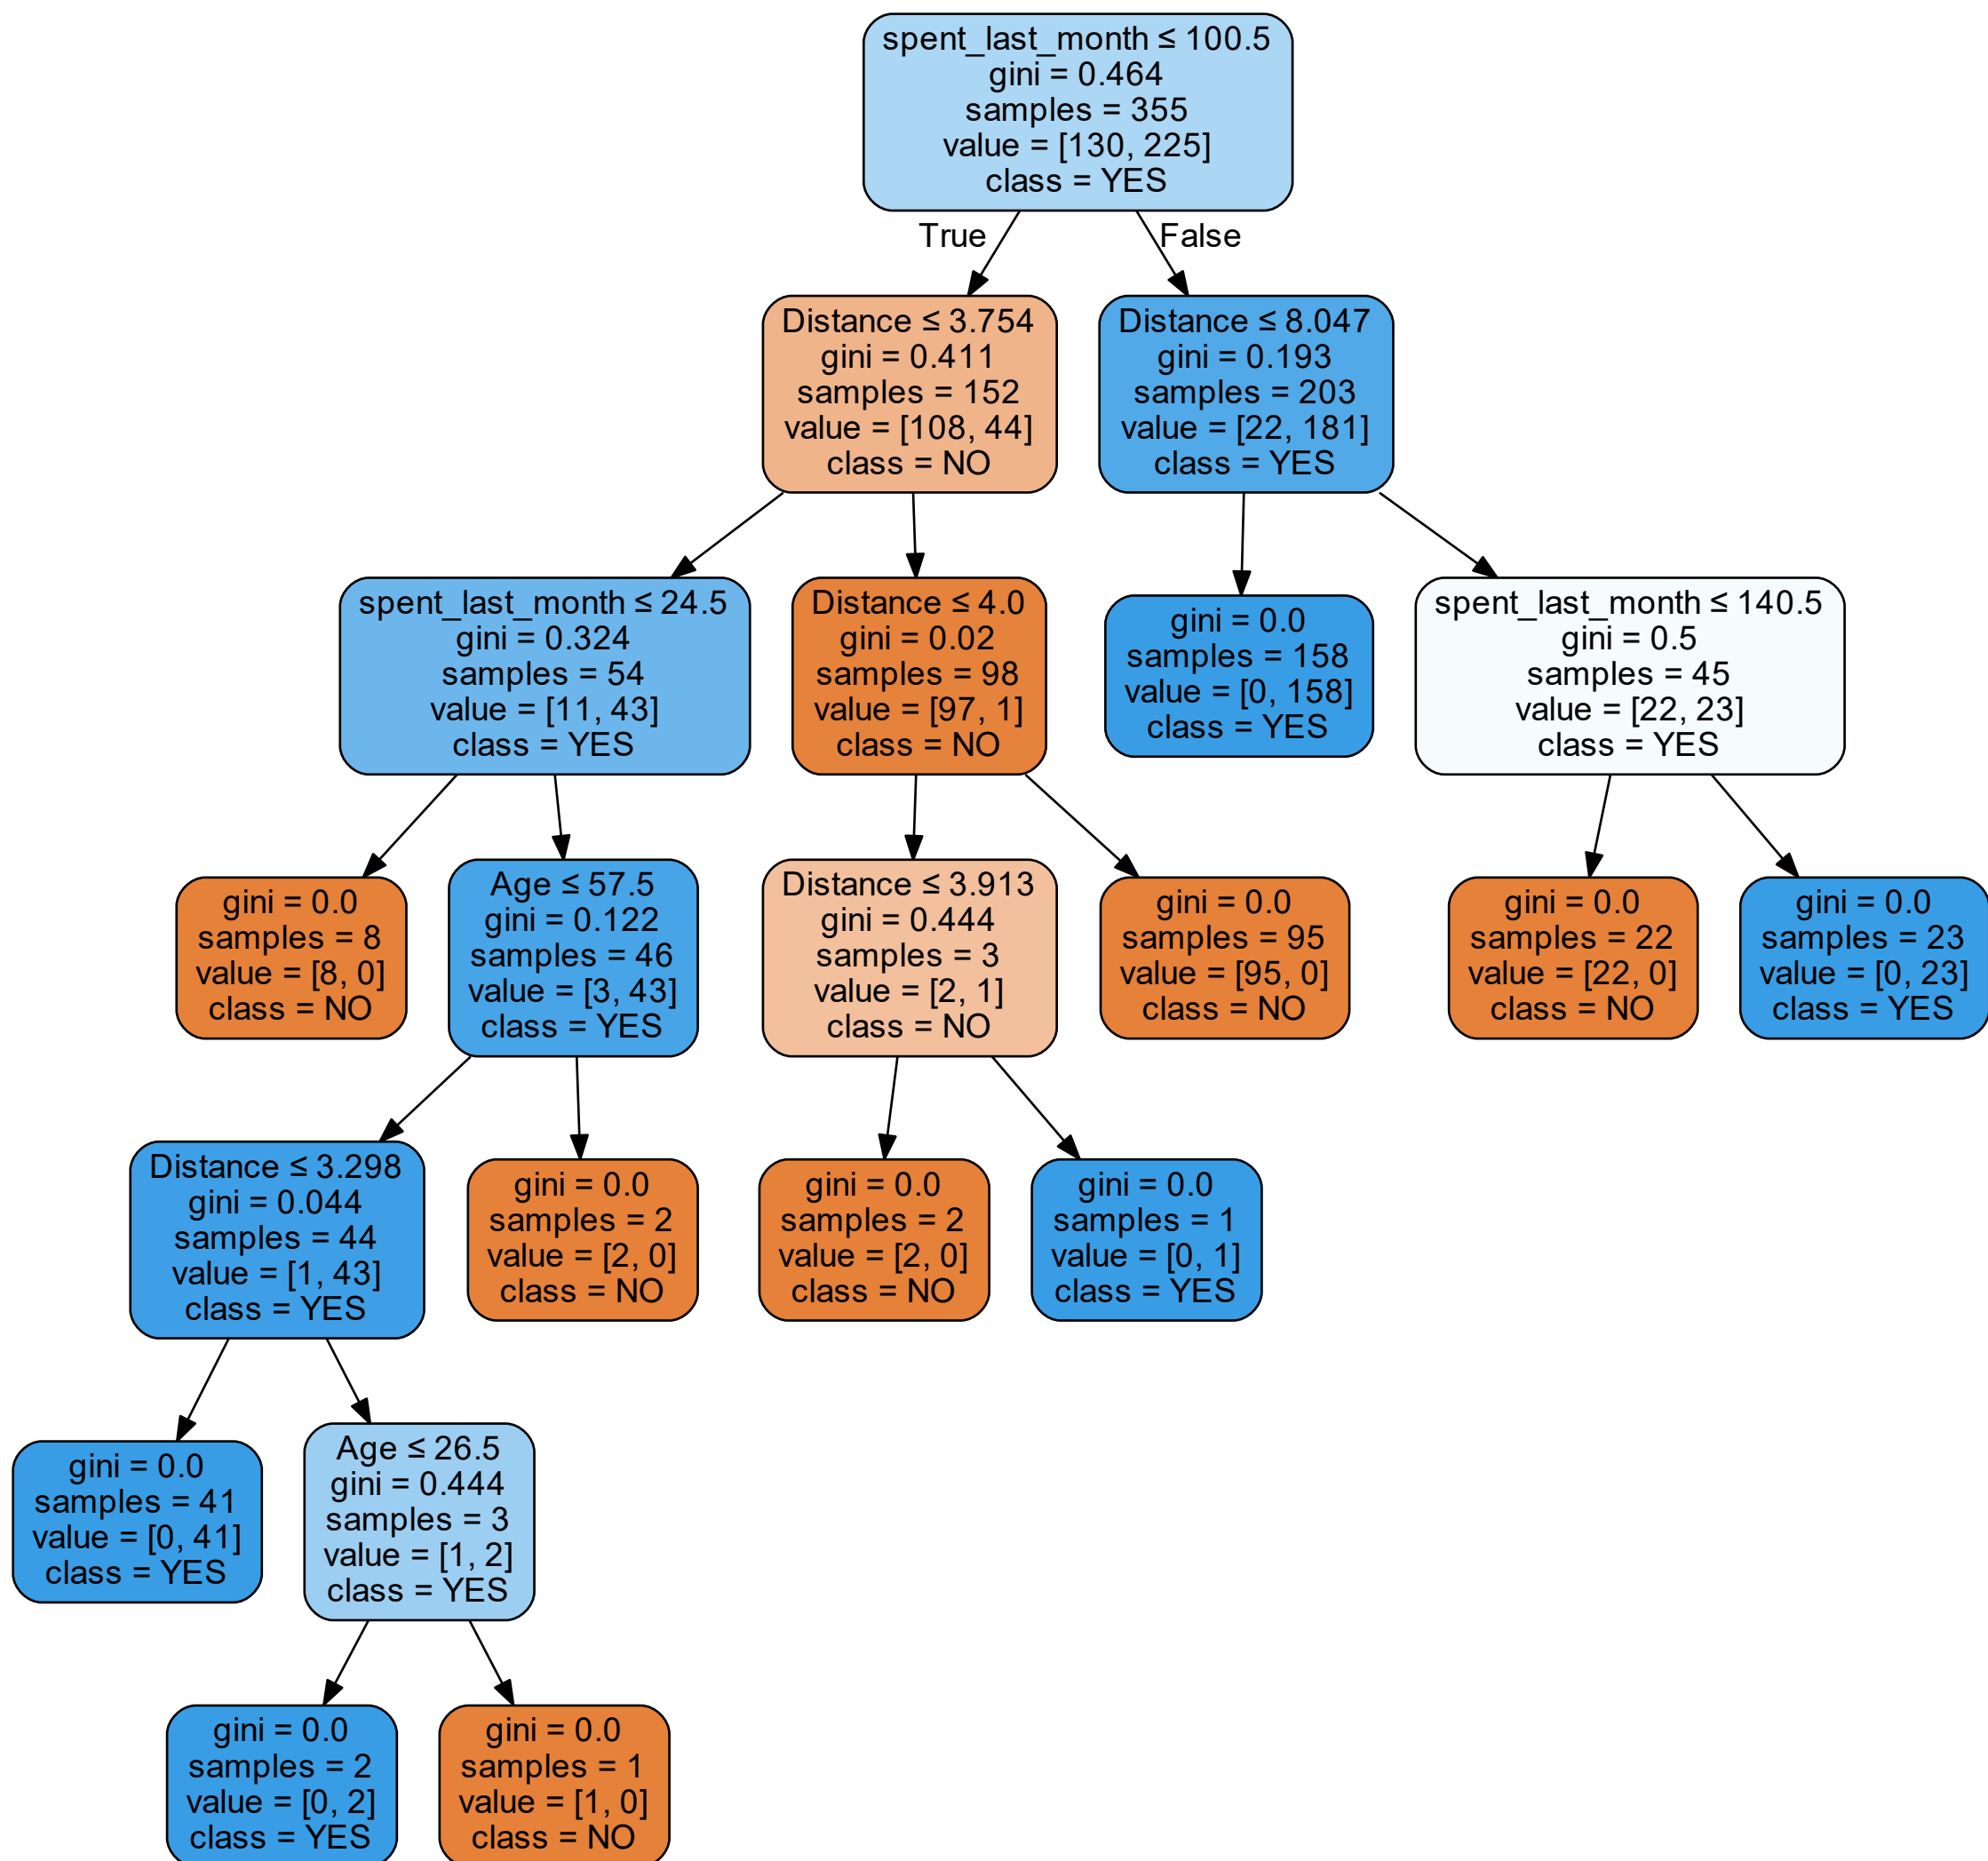 spent_last_month ≤ 100.5
gini = 0.464
samples = 355
value = [130, 225]
class = YES
True
False
Distance ≤ 3.754
gini = 0.411
samples = 152
value = [108, 44]
class = NO
Distance ≤ 8.047
gini = 0.193
samples = 203
value = [22, 181]
class = YES
spent_last_month ≤ 24.5
gini = 0.324
samples = 54
value = [11, 43]
class = YES
Distance ≤ 4.0
gini = 0.02
samples = 98
value = [97, 1]
class = NO
gini = 0.0
samples = 158
value = [0, 158]
class = YES
spent_last_month ≤ 140.5
gini = 0.5
samples = 45
value = [22, 23]
class = YES
gini = 0.0
samples = 8
value = [8, 0]
class = NO
Age ≤ 57.5
gini = 0.122
samples = 46
value = [3, 43]
class = YES
Distance ≤ 3.913
gini = 0.444
samples = 3
value = [2, 1]
class = NO
gini = 0.0
samples = 95
value = [95, 0]
class = NO
gini = 0.0
samples = 22
value = [22, 0]
class = NO
gini = 0.0
samples = 23
value = [0, 23]
class = YES
Distance ≤ 3.298
gini = 0.044
samples = 44
value = [1, 43]
class = YES
gini = 0.0
samples = 2
value = [2, 0]
class = NO
gini = 0.0
samples = 2
value = [2, 0]
class = NO
gini = 0.0
samples = 1
value = [0, 1]
class = YES
gini = 0.0
samples = 41
value = [0, 41]
class = YES
Age ≤ 26.5
gini = 0.444
samples = 3
value = [1, 2]
class = YES
gini = 0.0
samples = 2
value = [0, 2]
class = YES
gini = 0.0
samples = 1
value = [1, 0]
class = NO